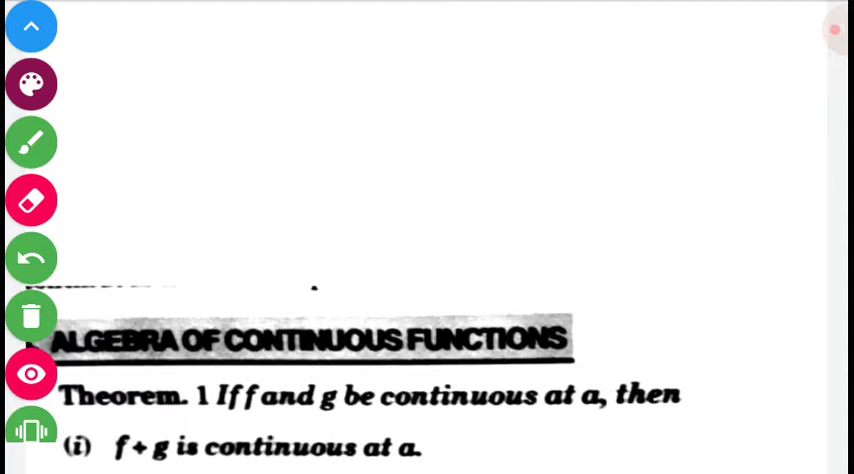 ALGEBRA OF CONTINUOUS FUNCTIONS
Theorem. 1 If f and g be continuous at a, then
(i) f + g is continuous at a.